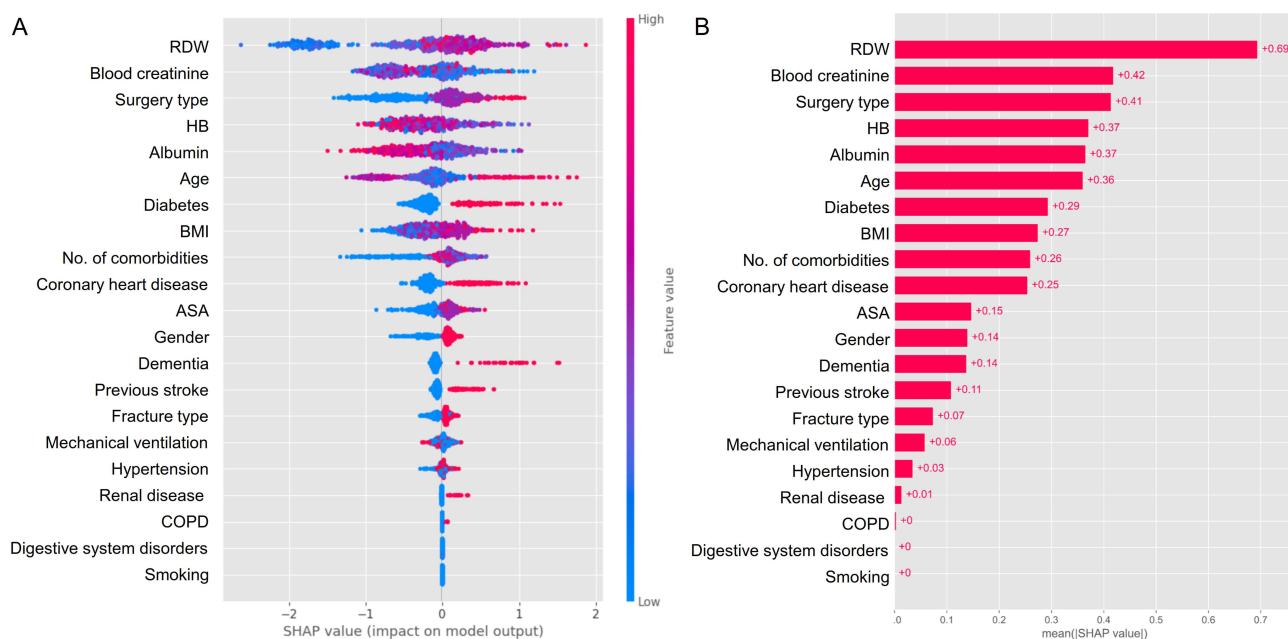 A
RDW
Blood creatinine
Surgery type
HB
Albumin
Age
Diabetes
BMI
No. of comorbidities
Coronary heart disease
ASA
Gender
Dementia
Previous stroke
Fracture type
Mechanical ventilation
Hypertension
Renal disease
COPD
Digestive system disorders
Smoking
−2 −1 0 1 2
SHAP value (impact on model output)
High
Feature value
Low
B
RDW +0.69
Blood creatinine +0.42
Surgery type +0.41
HB +0.37
Albumin +0.37
Age +0.36
Diabetes +0.29
BMI +0.27
No. of comorbidities +0.26
Coronary heart disease +0.25
ASA +0.15
Gender +0.14
Dementia +0.14
Previous stroke +0.11
Fracture type +0.07
Mechanical ventilation +0.06
Hypertension +0.03
Renal disease +0.01
COPD +0
Digestive system disorders +0
Smoking +0
.0 0.1 0.2 0.3 0.4 0.5 0.6 0.7
mean(|SHAP value|)